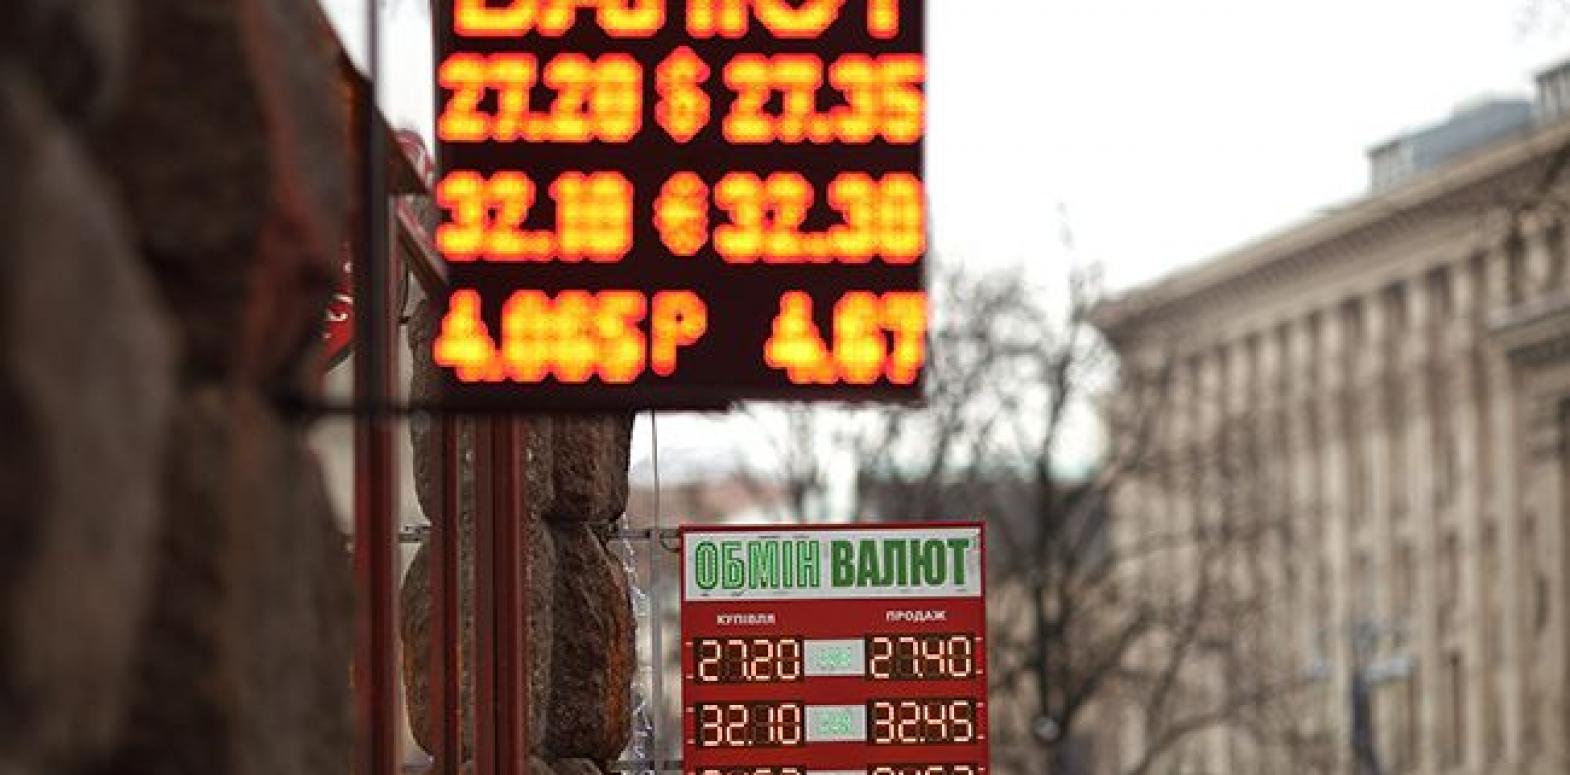 ВАЛЮТ
27.20 $ 27.35
32.10 € 32.30
4.065 Р 4.67
ОБМІН ВАЛЮТ
КУПІВЛЯ ПРОДАЖ
27.20 27.40
32.10 32.45